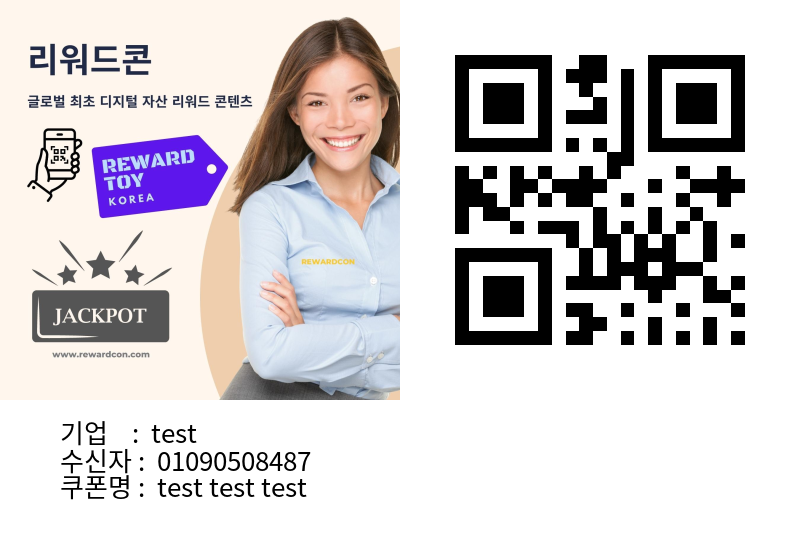 리워드콘
글로벌 최초 디지털 자산 리워드 콘텐츠
REWARD
TOY
KOREA
REWARDCON
JACKPOT
www.rewardcon.com
기업 : test
수신자 : 01090508487
쿠폰명 : test test test